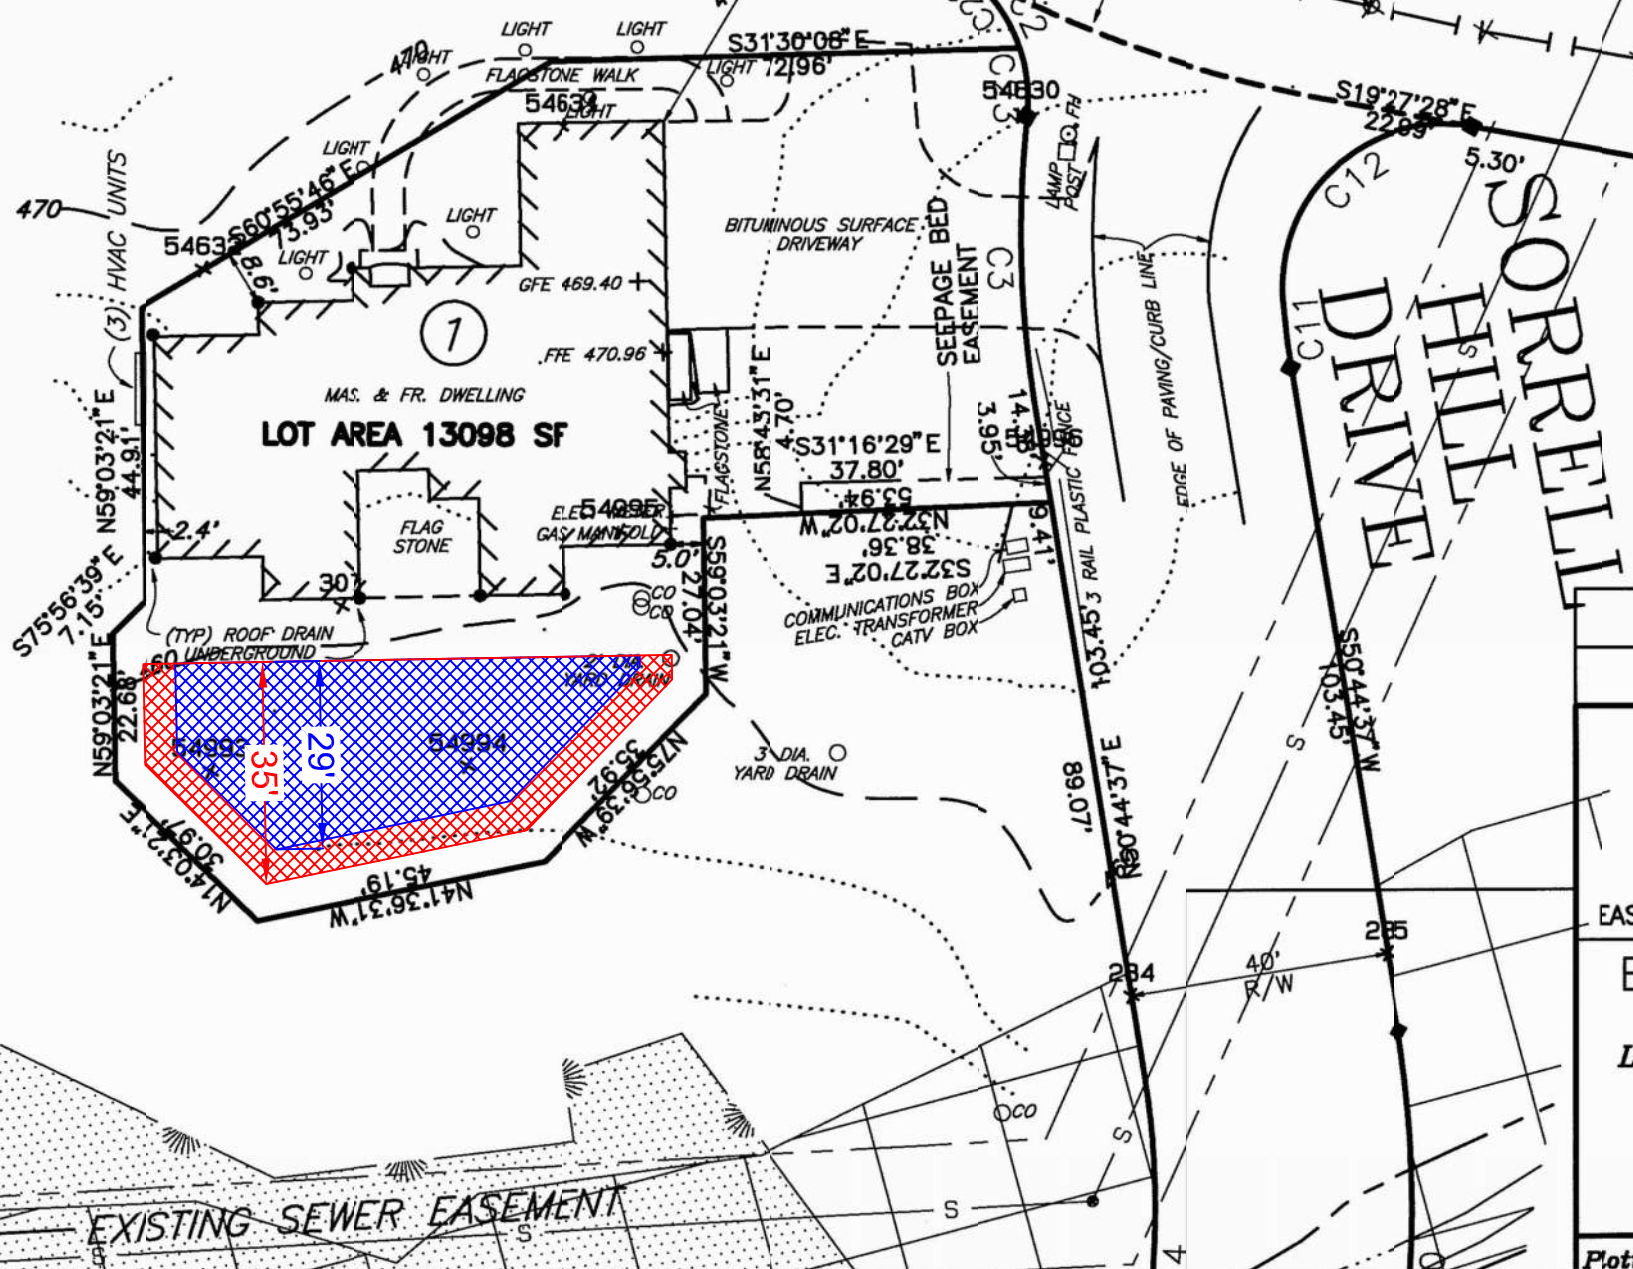 LIGHT
LIGHT
S31°30'08"E
72.96'
LIGHT
470
FLAGSTONE WALK
LIGHT
54634
LIGHT
54630
C3
FH
LAMP
POST
S19°27'28"E
22.99'
5.30'
C12
LIGHT
(3) HVAC UNITS
470
S60°55'46"E
73.93'
54632
8.6'
LIGHT
LIGHT
BITUMINOUS SURFACE
DRIVEWAY
GFE 469.40
SEEPAGE BED
EASEMENT
C3
EDGE OF PAVING/CURB LINE
C11
SORRELL
HILL
DRIVE
S
1
FFE 470.96
MAS. & FR. DWELLING
LOT AREA 13098 SF
N59°03'21"E
44.91'
FLAGSTONE
N58°43'31"E
4.70'
S31°16'29"E
37.80'
3.95'
54996
3 RAIL PLASTIC FENCE
53.94'
N32°27'02"W
38.36'
S32°27'02"E
9.41'
54995
ELEC. METER
GAS MANIFOLD
FLAG
STONE
2.4'
5.0'
S75°56'39"E
7.15'
30
CO
CO
S59°03'21"W
27.04'
COMMUNICATIONS BOX
ELEC. TRANSFORMER
CATV BOX
103.45'
(TYP) ROOF DRAIN
UNDERGROUND
60
YARD DRAIN
N59°03'21"E
22.68'
54993
54994
35'
29'
3 DIA.
YARD DRAIN
CO
N75°56'39"W
35.92'
N14°03'21"E
30.97'
45.19'
N41°36'31"W
89.07'
N50°44'37"E
S50°44'37"W
103.45'
S
284
285
40'
R/W
EAS
CO
S
S
EXISTING SEWER EASEMENT
S
4
Plott